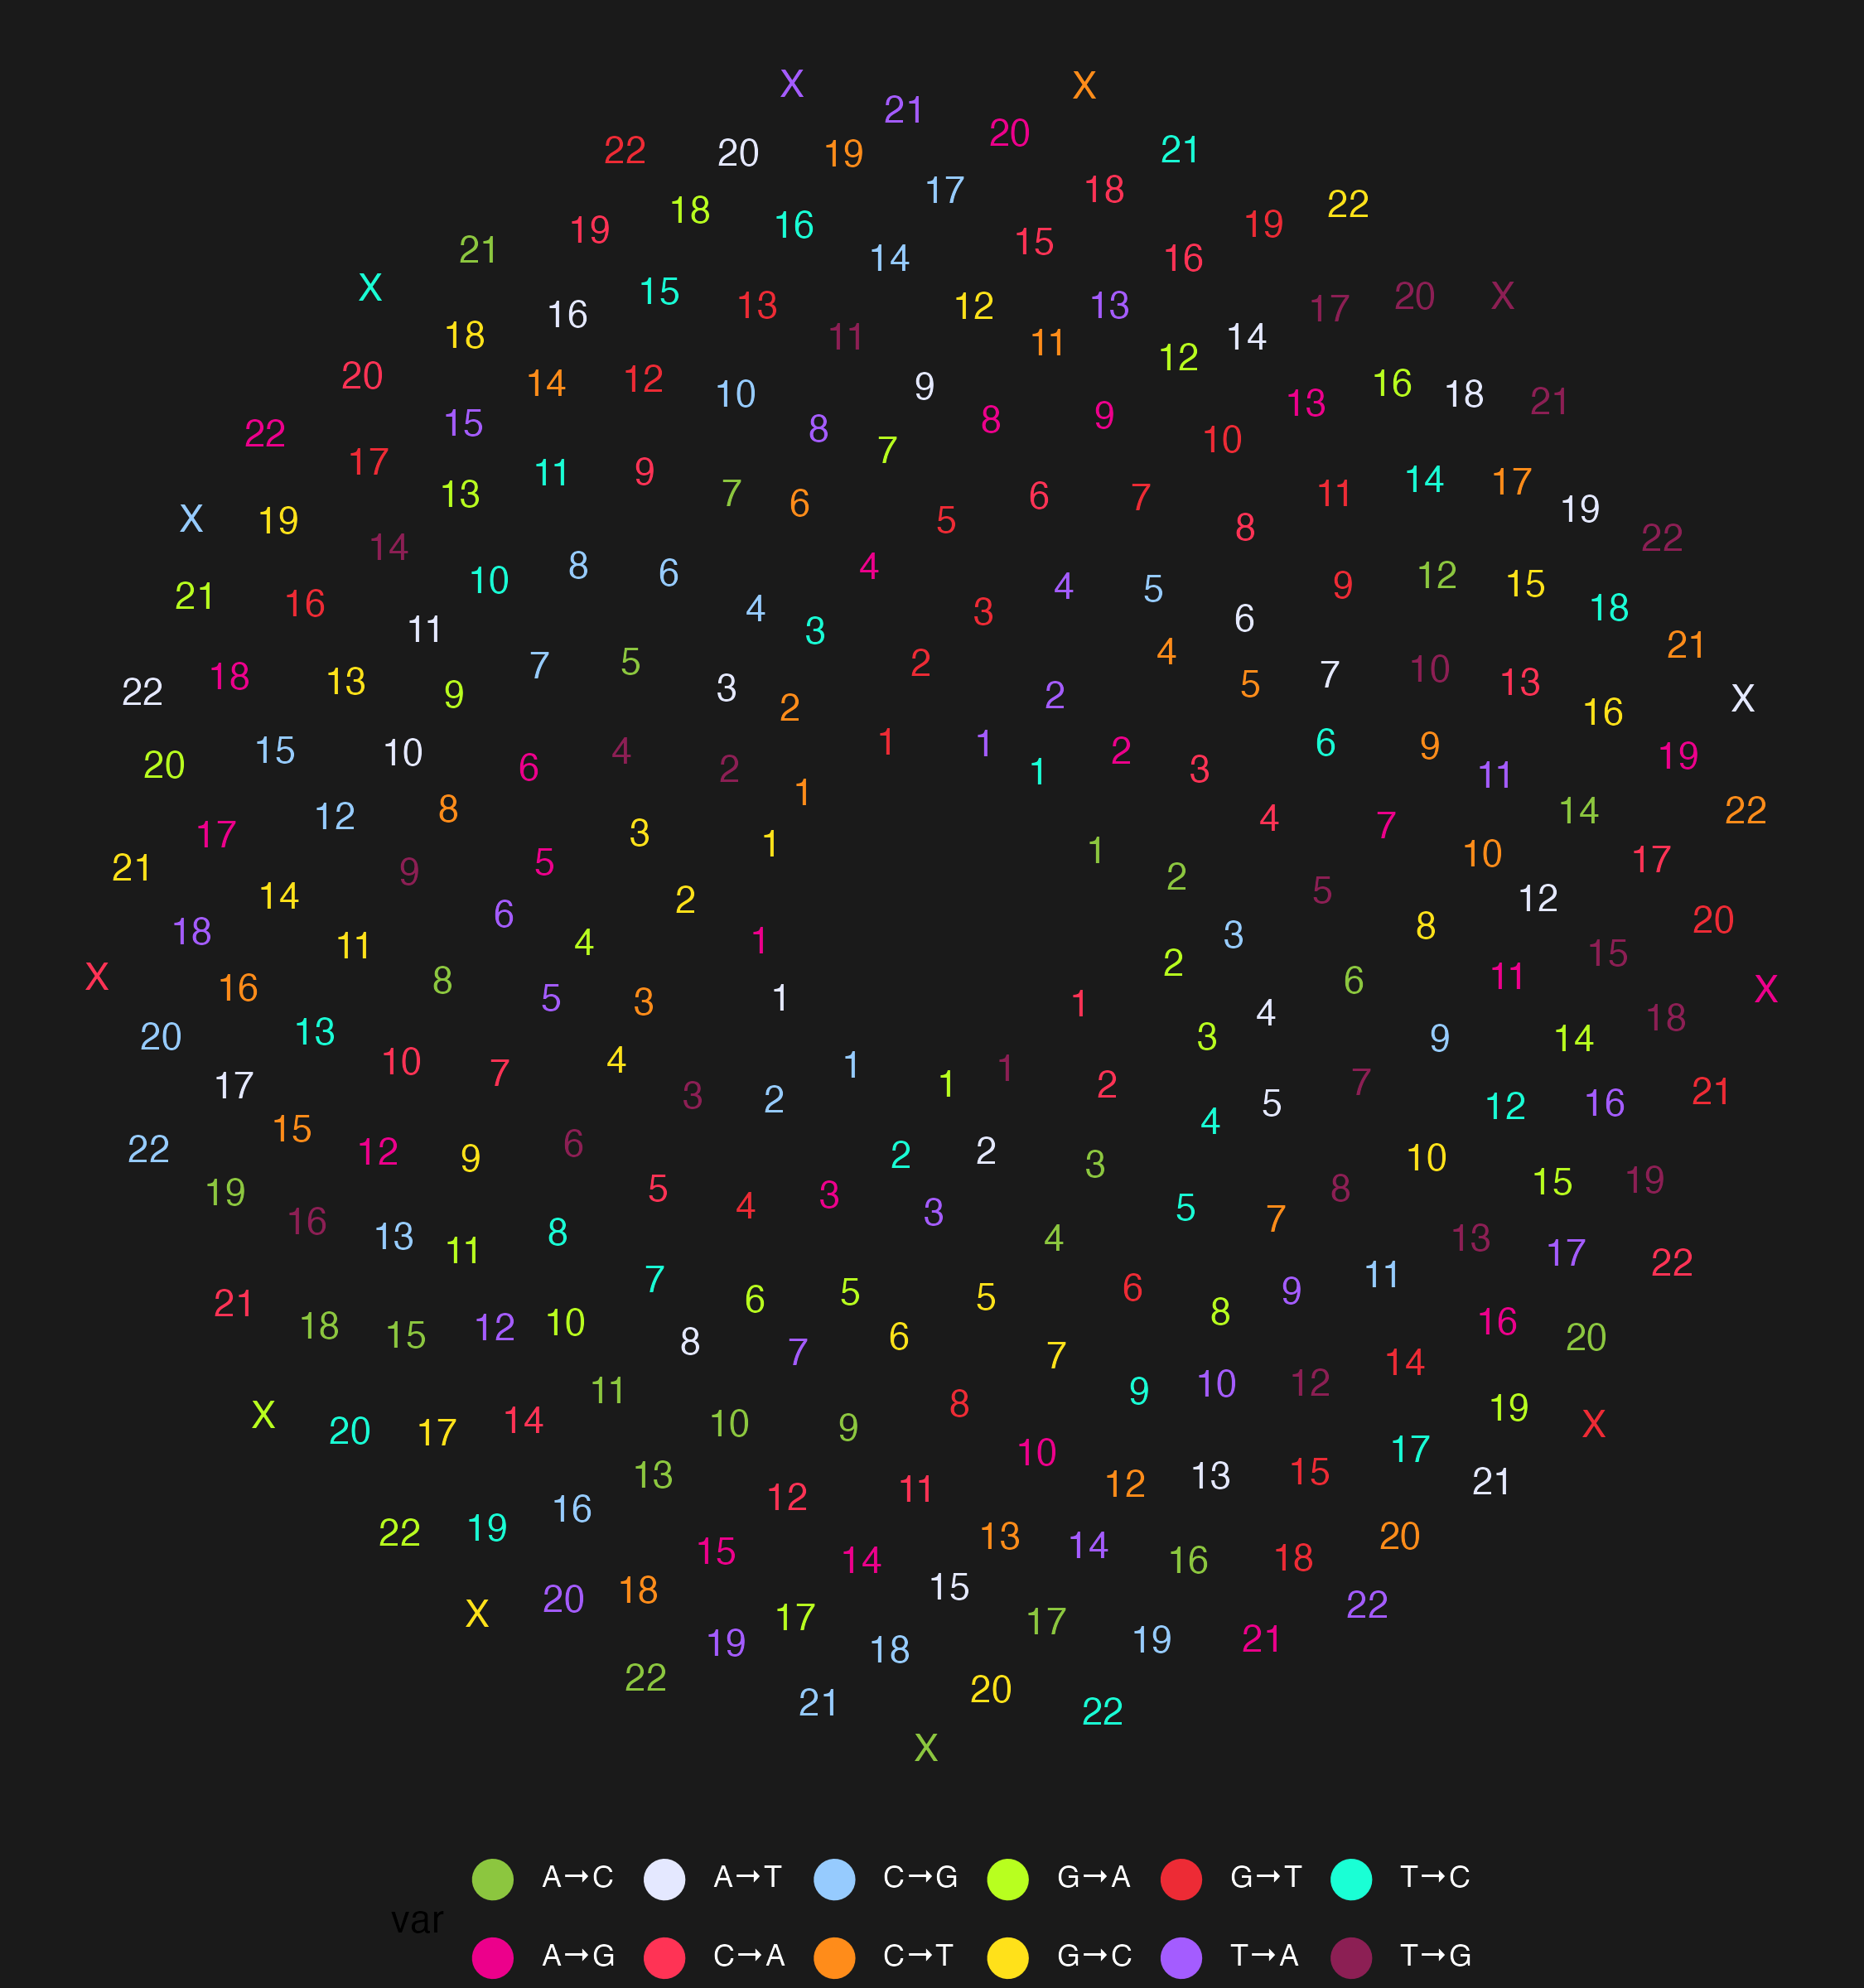 X X
21
20
22 20 19 21
17 18
18 16 22
19 19
21 15
14 16
X 15 20 X
16 13 12 13 17
18 11 11 14
12
20 14 12 9 16 18
10 13 21
15 8 9
22 8 10
17 7
11 9 14 17
13 7 6 6 7 11
X 19 5 8 19
14 22
10 8 6 4 4 5 9 12 15
21 16 4 3 6 18
11 3
7 5 2 4 21
22 18 13 9 3 2 2 5 7 10 13 X
16
20 15 10 6 4 2 1 1 1 2 3 6 9 11 19
12 8 1 4 14 22
17 3 1 1 7 10 17
21 9 5 2 2 5
14 6 12 20
18 11 4 1 3 8 15
X 8 2 6 11 X
16 5 3 1 1 4 18
20 13 3 9 14
17 10 7 4 1 1 1 2 7 21
3 2 5 12 16
15 4
22 12 9 6 2 2 3 10
19 5 3 5 8 15 19
16 4 3 7
13 11 8 4 13 17 22
7 6 9 11
21 6 5 5 8
18 15 12 10 8 7 6 7 16 20
11 9 10 12 14
X 20 17 14 10 9 8 19 X
10 17
13 12 11 12 13 15 21
22 19 16 13 14 20
15 14 16 18
X 20 18 15 22
19 17 18 17 19 21
22 21 20 22
X
A→C A→T C→G G→A G→T T→C
var
A→G C→A C→T G→C T→A T→G